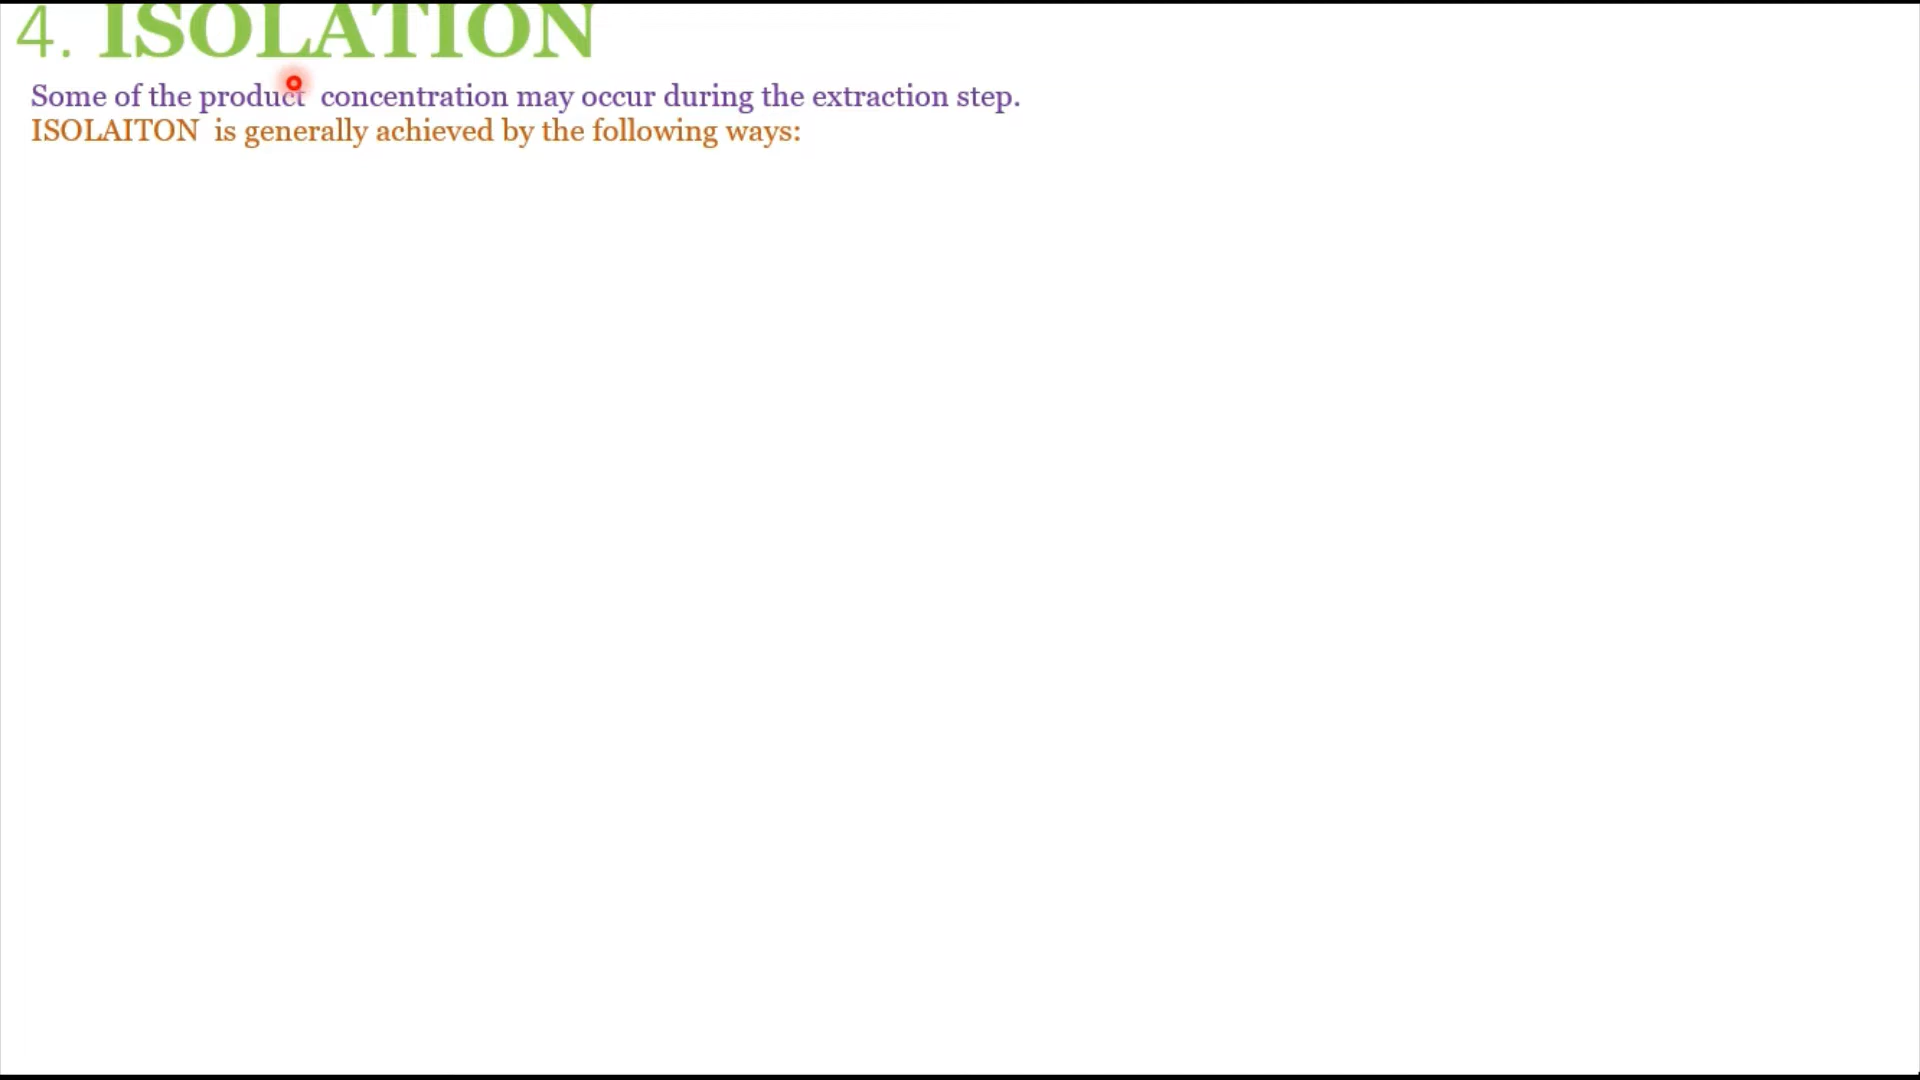 4. ISOLATION
Some of the product concentration may occur during the extraction step.
ISOLAITON is generally achieved by the following ways: